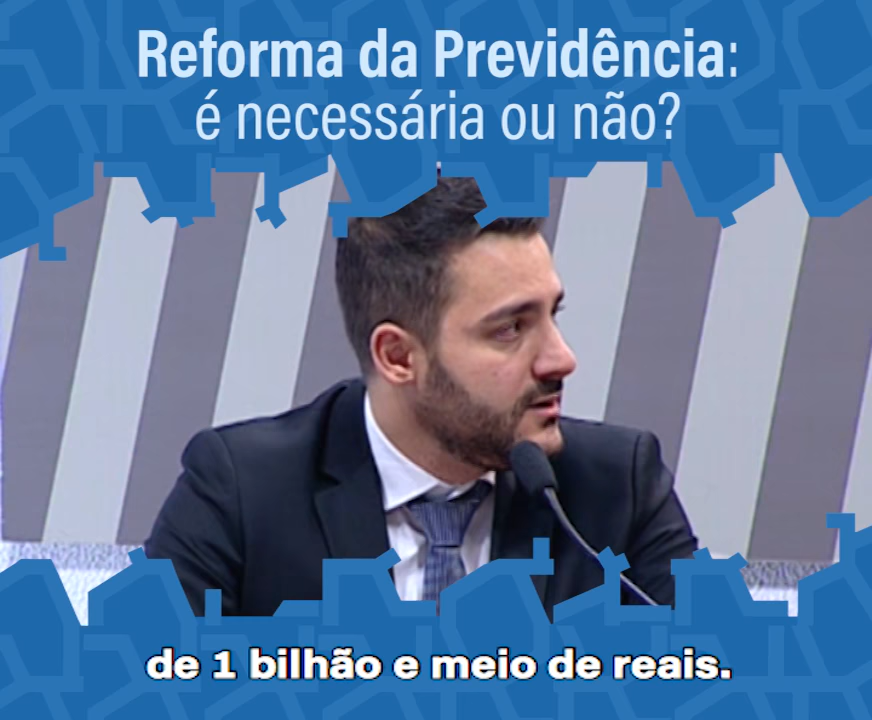 Reforma da Previdência:
é necessária ou não?
de 1 bilhão e meio de reais.